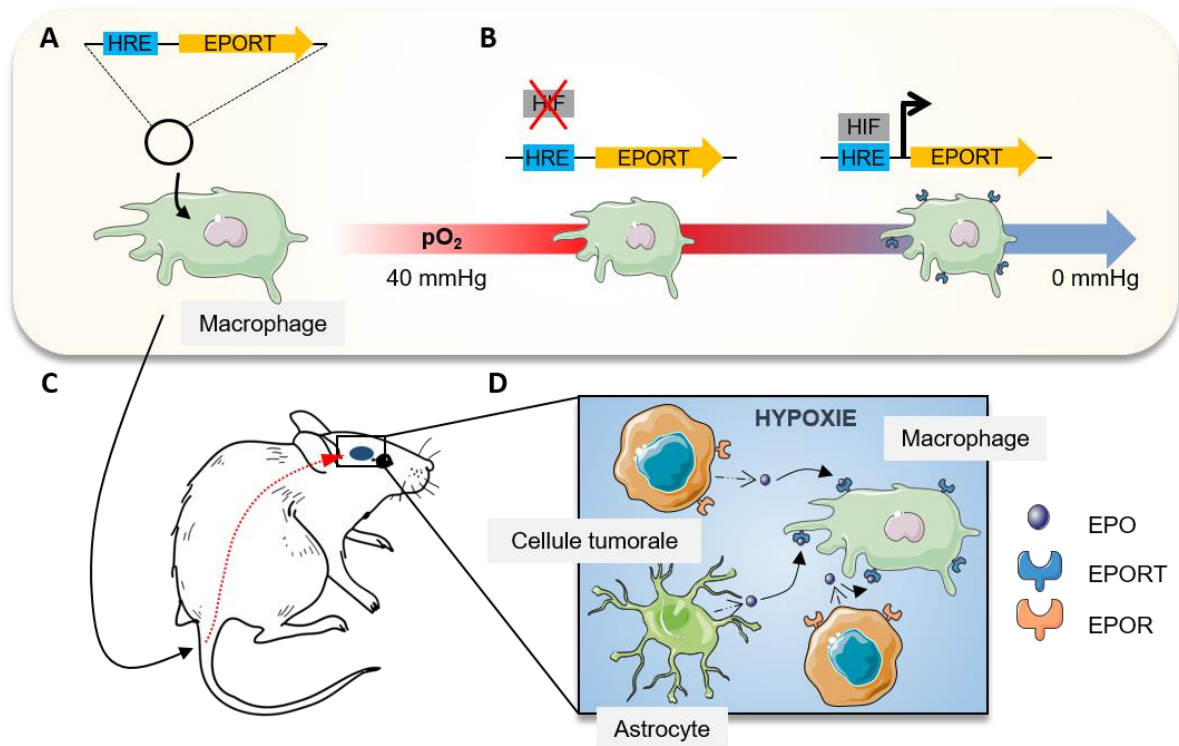 A
HRE EPORT
Macrophage
B
HIF
HRE EPORT
HIF
HRE EPORT
pO₂
40 mmHg
0 mmHg
C
D
HYPOXIE
Macrophage
Cellule tumorale
Astrocyte
EPO
EPORT
EPOR